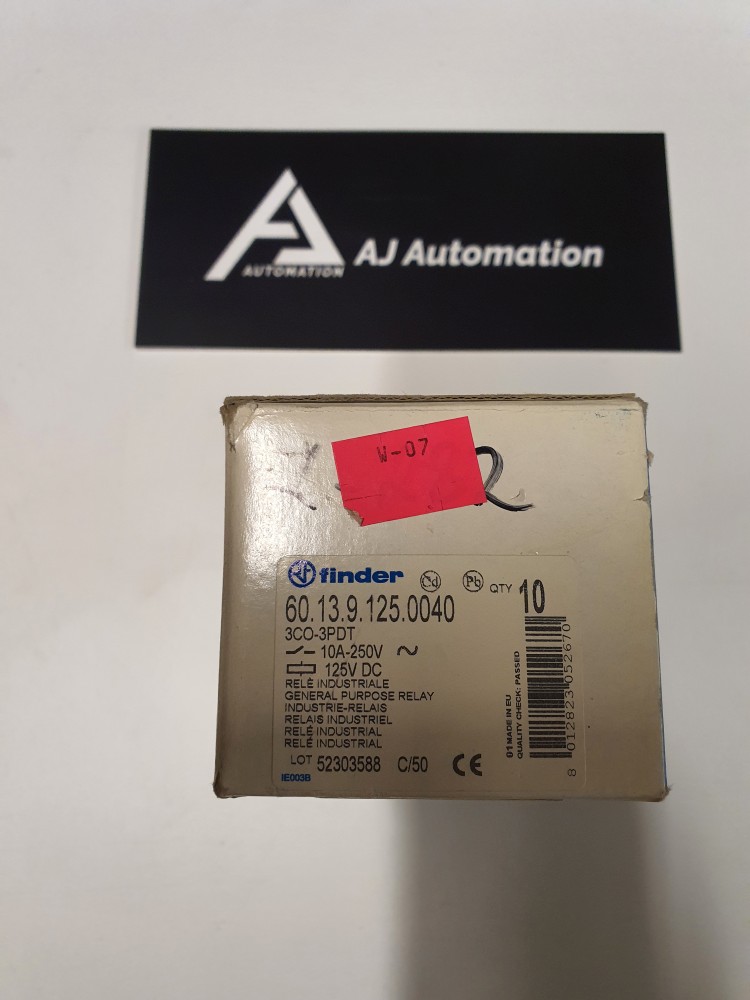 AUTOMATION
AJ Automation
W-07
finder
Cd
Pb
QTY 10
60.13.9.125.0040
3CO-3PDT
10A-250V ~
125V DC
RELÈ INDUSTRIALE
GENERAL PURPOSE RELAY
INDUSTRIE-RELAIS
RELAIS INDUSTRIEL
RELÉ INDUSTRIAL
RELÉ INDUSTRIAL
LOT 52303588 C/50 CE
IE003B
01 MADE IN EU
QUALITY CHECK: PASSED
8 012823 052670